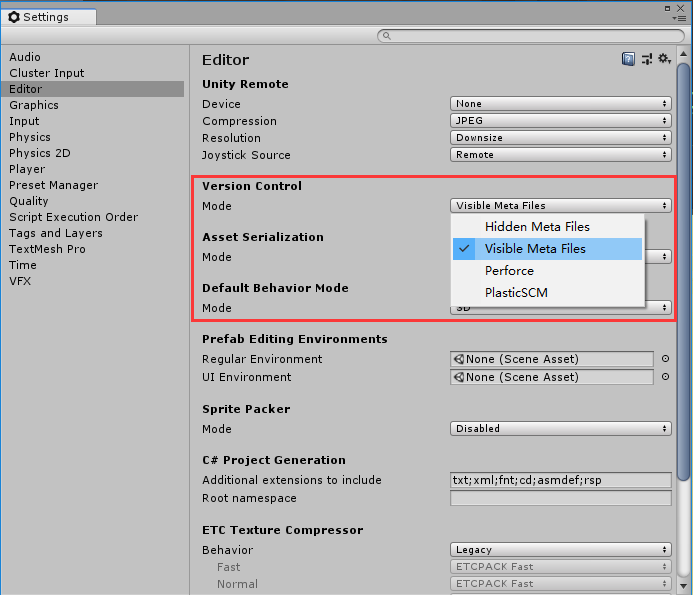 Settings
Audio
Cluster Input
Editor
Graphics
Input
Physics
Physics 2D
Player
Preset Manager
Quality
Script Execution Order
Tags and Layers
TextMesh Pro
Time
VFX
Editor
Unity Remote
Device None
Compression JPEG
Resolution Downsize
Joystick Source Remote
Version Control
Mode Visible Meta Files
Hidden Meta Files
Visible Meta Files
Perforce
PlasticSCM
Asset Serialization
Mode
Default Behavior Mode
Mode 3D
Prefab Editing Environments
Regular Environment None (Scene Asset)
UI Environment None (Scene Asset)
Sprite Packer
Mode Disabled
C# Project Generation
Additional extensions to include txt;xml;fnt;cd;asmdef;rsp
Root namespace
ETC Texture Compressor
Behavior Legacy
Fast ETCPACK Fast
Normal ETCPACK Fast